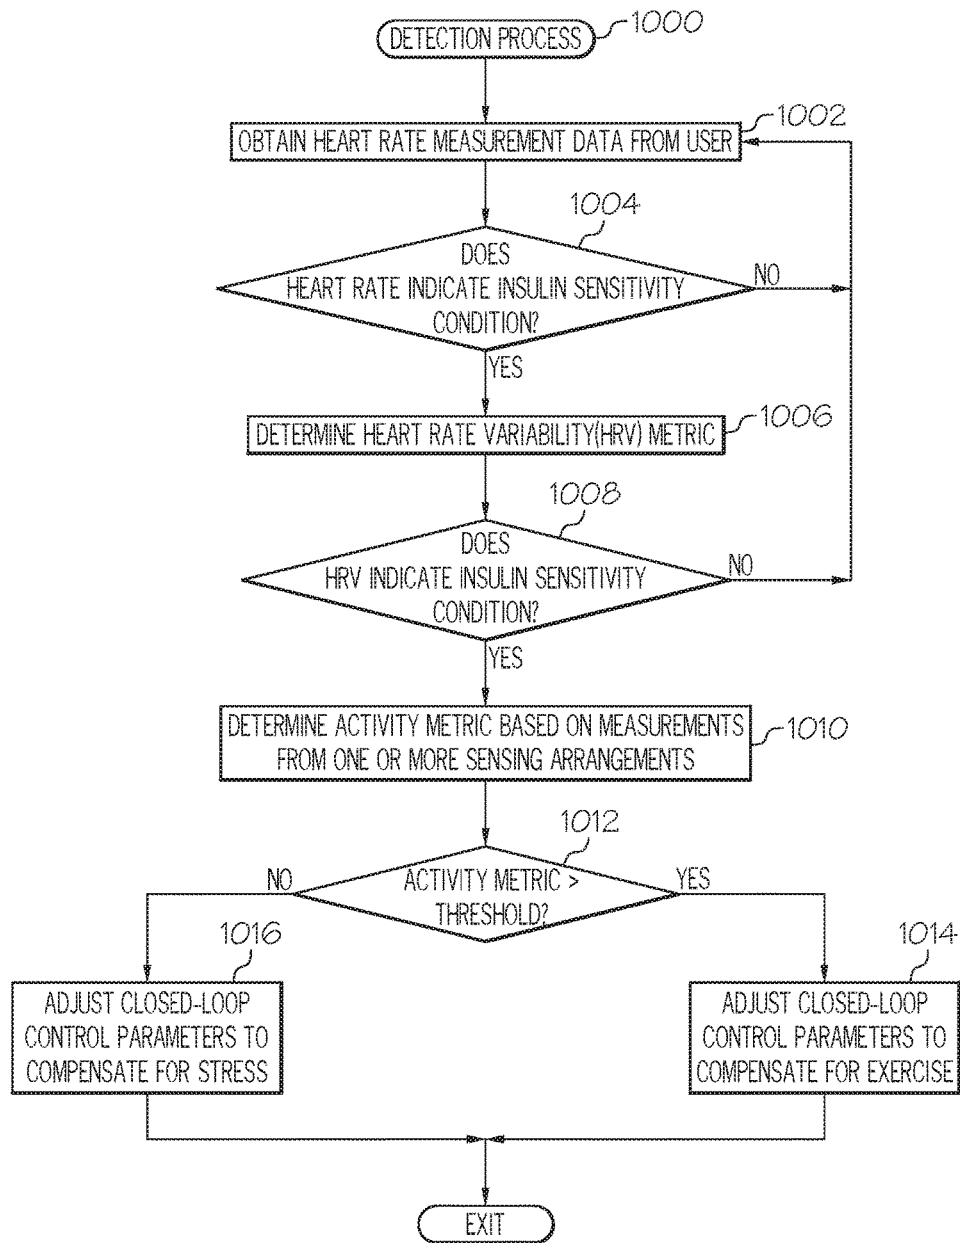 DETECTION PROCESS
1000
1002
OBTAIN HEART RATE MEASUREMENT DATA FROM USER
1004
DOES
HEART RATE INDICATE INSULIN SENSITIVITY
CONDITION?
NO
YES
1006
DETERMINE HEART RATE VARIABILITY(HRV) METRIC
1008
DOES
HRV INDICATE INSULIN SENSITIVITY
CONDITION?
NO
YES
DETERMINE ACTIVITY METRIC BASED ON MEASUREMENTS
FROM ONE OR MORE SENSING ARRANGEMENTS
1010
1012
NO
ACTIVITY METRIC >
THRESHOLD?
YES
1016
ADJUST CLOSED-LOOP
CONTROL PARAMETERS TO
COMPENSATE FOR STRESS
1014
ADJUST CLOSED-LOOP
CONTROL PARAMETERS TO
COMPENSATE FOR EXERCISE
EXIT